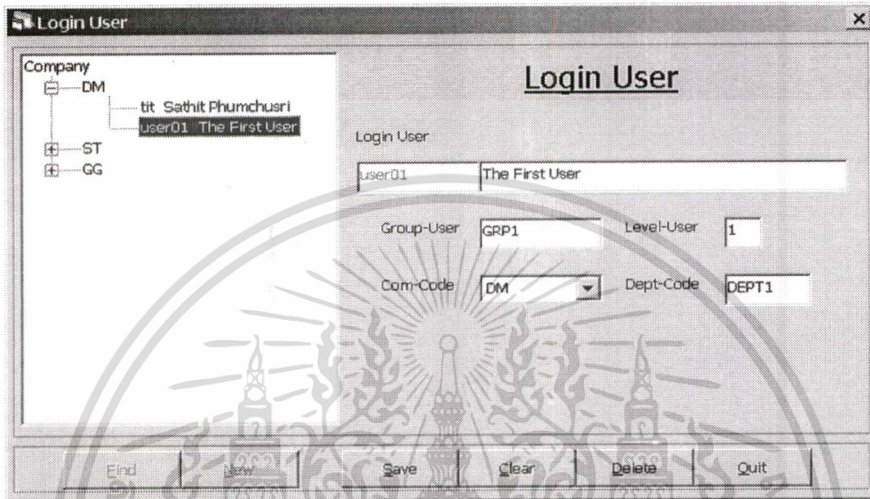 Login User
Company
DM
tit Sathit Phumchusri
user01 The First User
ST
GG
Login User
Login User
user01 The First User
Group-User GRP1 Level-User 1
Com-Code DM Dept-Code DEPT1
Find New Save Clear Delete Quit